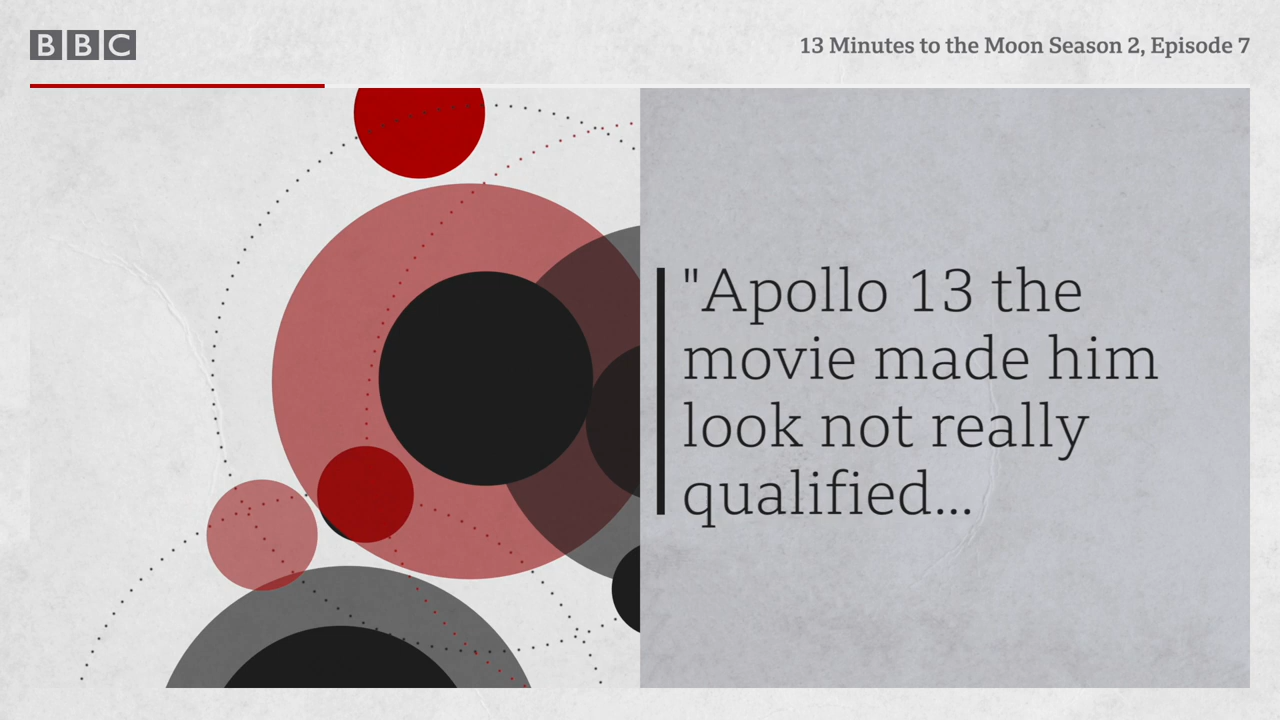 BBC
13 Minutes to the Moon Season 2, Episode 7
"Apollo 13 the
movie made him
look not really
qualified...